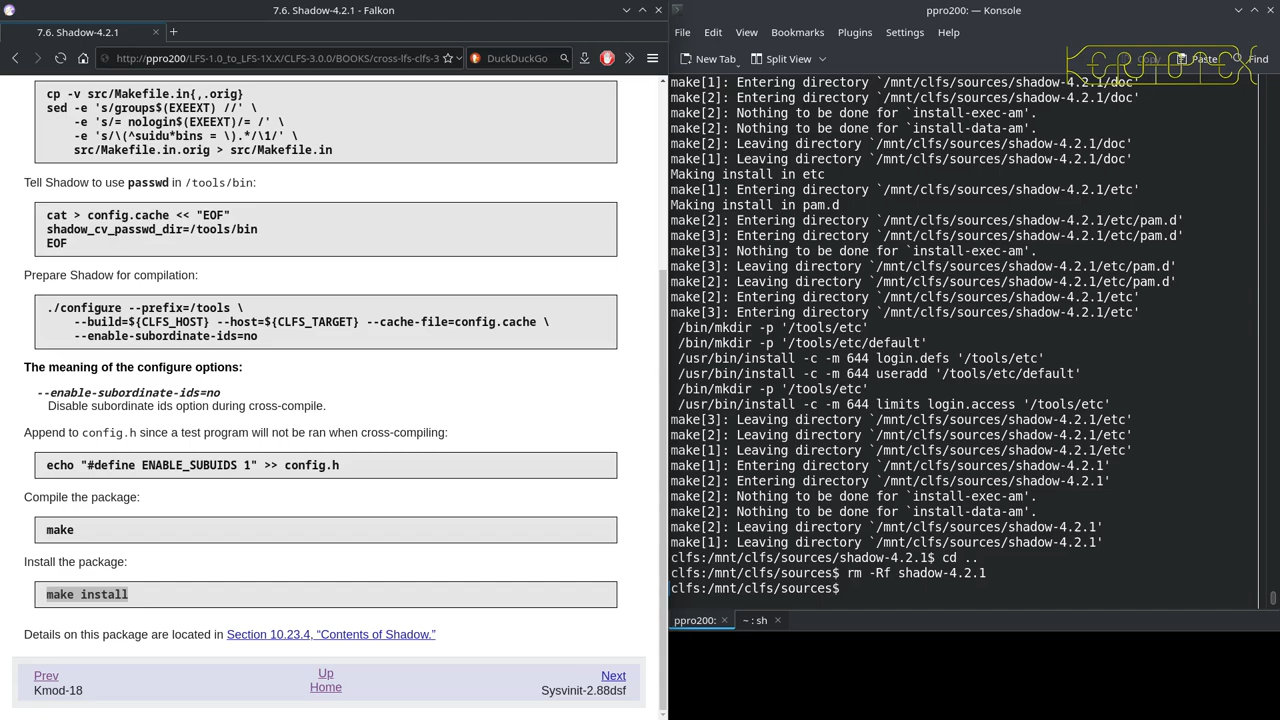 7.6. Shadow-4.2.1 - Falkon
7.6. Shadow-4.2.1
http://ppro200/LFS-1.0_to_LFS-1X.X/CLFS-3.0.0/BOOKS/cross-lfs-clfs-3
DuckDuckGo
cp -v src/Makefile.in{,.orig}
sed -e 's/groups$(EXEEXT) //' \
-e 's/= nologin$(EXEEXT)/= /' \
-e 's/\(^suidu*bins = \).*/\1/' \
src/Makefile.in.orig > src/Makefile.in
Tell Shadow to use passwd in /tools/bin:
cat > config.cache << "EOF"
shadow_cv_passwd_dir=/tools/bin
EOF
Prepare Shadow for compilation:
./configure --prefix=/tools \
--build=${CLFS_HOST} --host=${CLFS_TARGET} --cache-file=config.cache \
--enable-subordinate-ids=no
The meaning of the configure options:
--enable-subordinate-ids=no
Disable subordinate ids option during cross-compile.
Append to config.h since a test program will not be ran when cross-compiling:
echo "#define ENABLE_SUBUIDS 1" >> config.h
Compile the package:
make
Install the package:
make install
Details on this package are located in Section 10.23.4, “Contents of Shadow.”
Prev
Kmod-18
Up
Home
Next
Sysvinit-2.88dsf
ppro200: — Konsole
File Edit View Bookmarks Plugins Settings Help
New Tab Split View Copy Paste Find
make[1]: Entering directory `/mnt/clfs/sources/shadow-4.2.1/doc'
make[2]: Entering directory `/mnt/clfs/sources/shadow-4.2.1/doc'
make[2]: Nothing to be done for `install-exec-am'.
make[2]: Nothing to be done for `install-data-am'.
make[2]: Leaving directory `/mnt/clfs/sources/shadow-4.2.1/doc'
make[1]: Leaving directory `/mnt/clfs/sources/shadow-4.2.1/doc'
Making install in etc
make[1]: Entering directory `/mnt/clfs/sources/shadow-4.2.1/etc'
Making install in pam.d
make[2]: Entering directory `/mnt/clfs/sources/shadow-4.2.1/etc/pam.d'
make[3]: Entering directory `/mnt/clfs/sources/shadow-4.2.1/etc/pam.d'
make[3]: Nothing to be done for `install-exec-am'.
make[3]: Leaving directory `/mnt/clfs/sources/shadow-4.2.1/etc/pam.d'
make[2]: Leaving directory `/mnt/clfs/sources/shadow-4.2.1/etc/pam.d'
make[2]: Entering directory `/mnt/clfs/sources/shadow-4.2.1/etc'
make[3]: Entering directory `/mnt/clfs/sources/shadow-4.2.1/etc'
/bin/mkdir -p '/tools/etc'
/bin/mkdir -p '/tools/etc/default'
/usr/bin/install -c -m 644 login.defs '/tools/etc'
/usr/bin/install -c -m 644 useradd '/tools/etc/default'
/bin/mkdir -p '/tools/etc'
/usr/bin/install -c -m 644 limits login.access '/tools/etc'
make[3]: Leaving directory `/mnt/clfs/sources/shadow-4.2.1/etc'
make[2]: Leaving directory `/mnt/clfs/sources/shadow-4.2.1/etc'
make[1]: Leaving directory `/mnt/clfs/sources/shadow-4.2.1/etc'
make[1]: Entering directory `/mnt/clfs/sources/shadow-4.2.1'
make[2]: Entering directory `/mnt/clfs/sources/shadow-4.2.1'
make[2]: Nothing to be done for `install-exec-am'.
make[2]: Nothing to be done for `install-data-am'.
make[2]: Leaving directory `/mnt/clfs/sources/shadow-4.2.1'
make[1]: Leaving directory `/mnt/clfs/sources/shadow-4.2.1'
clfs:/mnt/clfs/sources/shadow-4.2.1$ cd ..
clfs:/mnt/clfs/sources$ rm -Rf shadow-4.2.1
clfs:/mnt/clfs/sources$
ppro200:
~ : sh